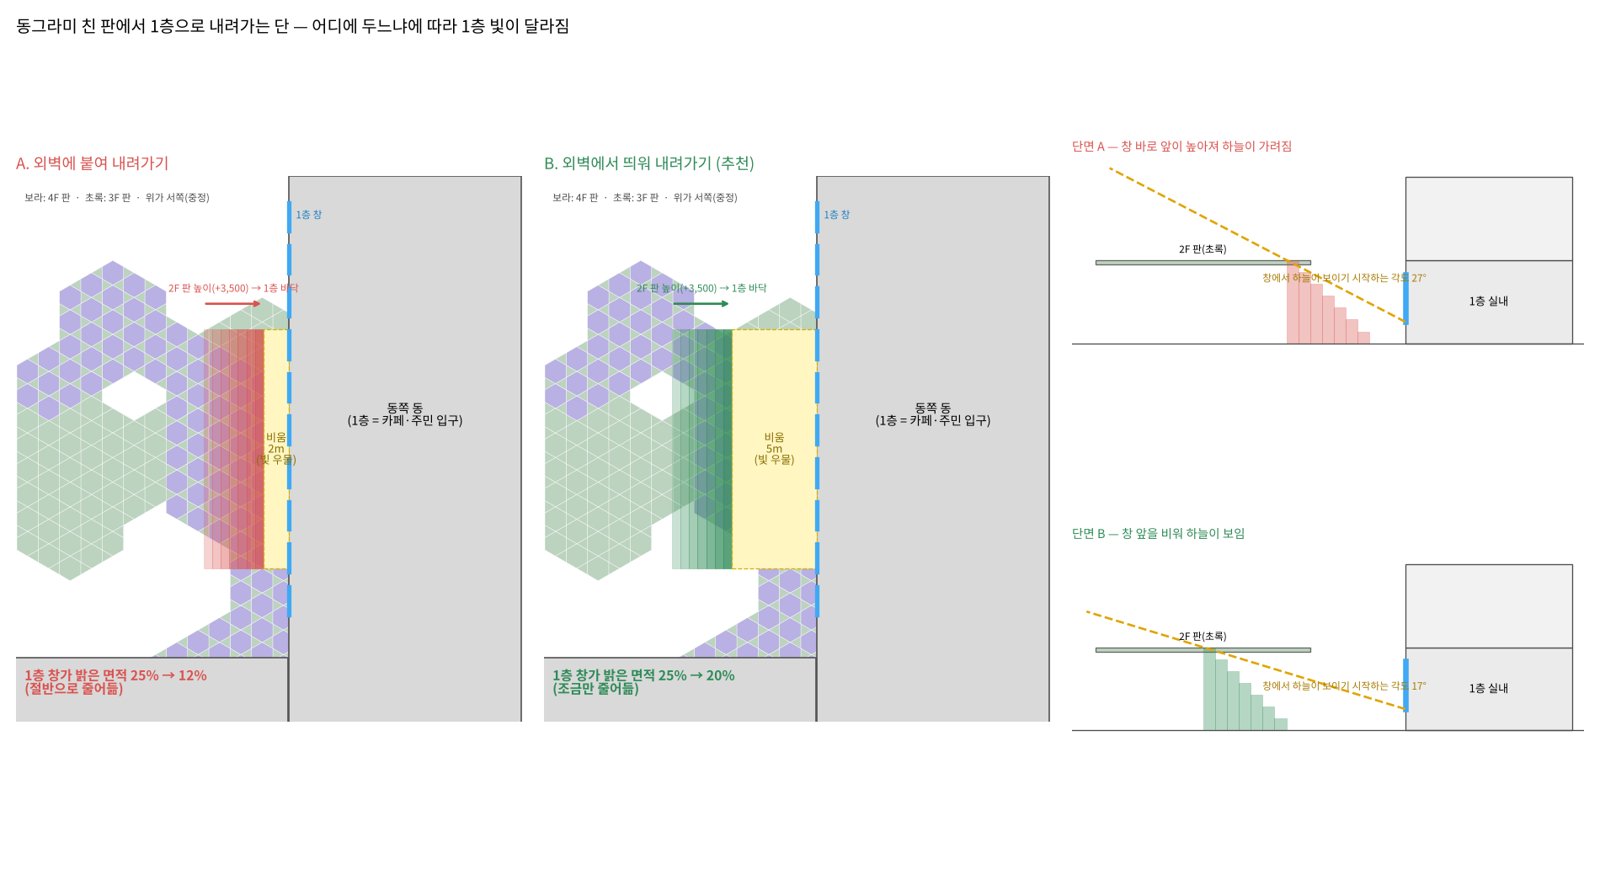 동그라미 친 판에서 1층으로 내려가는 단 — 어디에 두느냐에 따라 1층 빛이 달라짐
A. 외벽에 붙여 내려가기
보라: 4F 판 · 초록: 3F 판 · 위가 서쪽(중정)
1층 창
2F 판 높이(+3,500) → 1층 바닥
동쪽 동
(1층 = 카페·주민 입구)
비움
2m
(빛 우물)
1층 창가 밝은 면적 25% → 12%
(절반으로 줄어듦)
B. 외벽에서 띄워 내려가기 (추천)
보라: 4F 판 · 초록: 3F 판 · 위가 서쪽(중정)
1층 창
2F 판 높이(+3,500) → 1층 바닥
동쪽 동
(1층 = 카페·주민 입구)
비움
5m
(빛 우물)
1층 창가 밝은 면적 25% → 20%
(조금만 줄어듦)
단면 A — 창 바로 앞이 높아져 하늘이 가려짐
2F 판(초록)
창에서 하늘이 보이기 시작하는 각도 27°
1층 실내
단면 B — 창 앞을 비워 하늘이 보임
2F 판(초록)
창에서 하늘이 보이기 시작하는 각도 17°
1층 실내